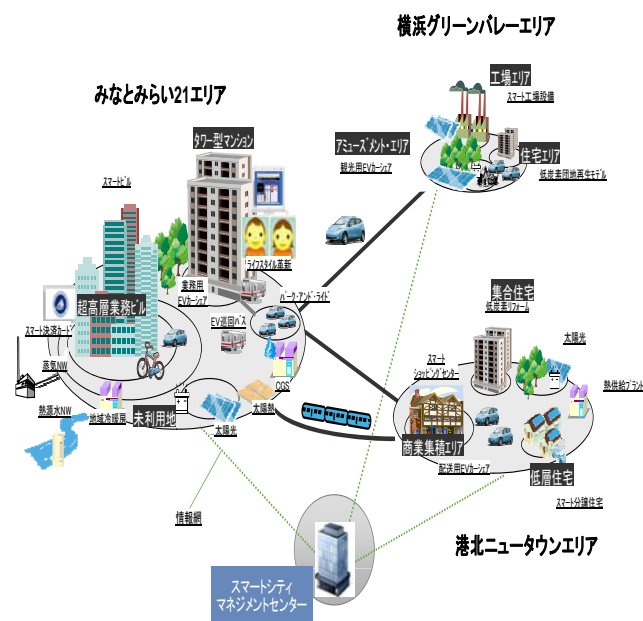 横浜グリーンバレーエリア
みなとみらい21エリア
工場エリア
スマート工場設備
タワー型マンション
アミューズメント・エリア
観光用EVカーシェア
住宅エリア
低炭素団地再生モデル
スマートビル
ライフスタイル革新
業務用
EVカーシェア
パーク・アンド・ライド
超高層業務ビル
EV巡回バス
スマート決済カード
蒸気NW
CGS
熱源水NW
地域冷暖房
未利用地
太陽熱
太陽光
集合住宅
低炭素リフォーム
太陽光
スマート
ショッピングセンター
熱供給プラント
商業集積エリア
配送用EVカーシェア
低層住宅
スマート分譲住宅
情報網
港北ニュータウンエリア
スマートシティ
マネジメントセンター